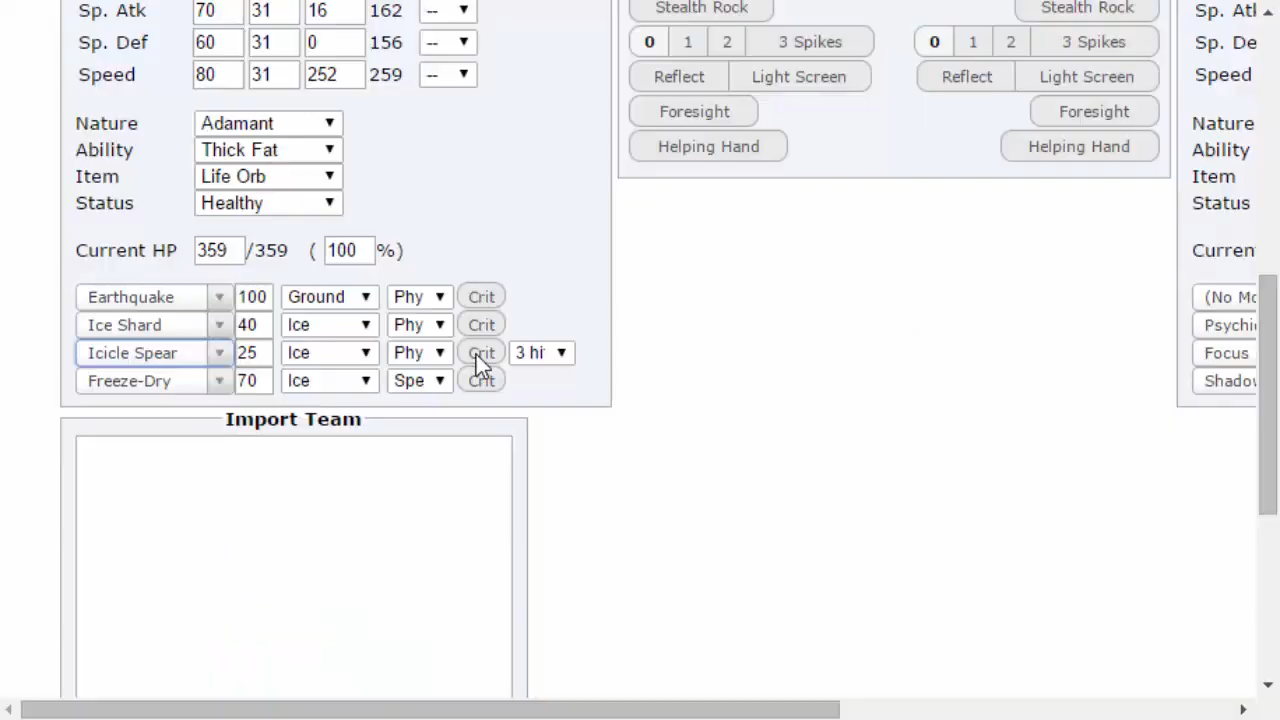 Sp. Atk 70 31 16 162 --
Sp. Def 60 31 0 156 --
Speed 80 31 252 259 --
Nature Adamant
Ability Thick Fat
Item Life Orb
Status Healthy
Current HP 359 /359 ( 100 %)
Earthquake 100 Ground Phy Crit
Ice Shard 40 Ice Phy Crit
Icicle Spear 25 Ice Phy Crit 3 hi
Freeze-Dry 70 Ice Spe Crit
Import Team
Stealth Rock Stealth Rock
0 1 2 3 Spikes 0 1 2 3 Spikes
Reflect Light Screen Reflect Light Screen
Foresight Foresight
Helping Hand Helping Hand
Sp. Atk
Sp. De
Speed
Nature
Ability
Item
Status
Curren
(No Mo
Psychi
Focus
Shadow